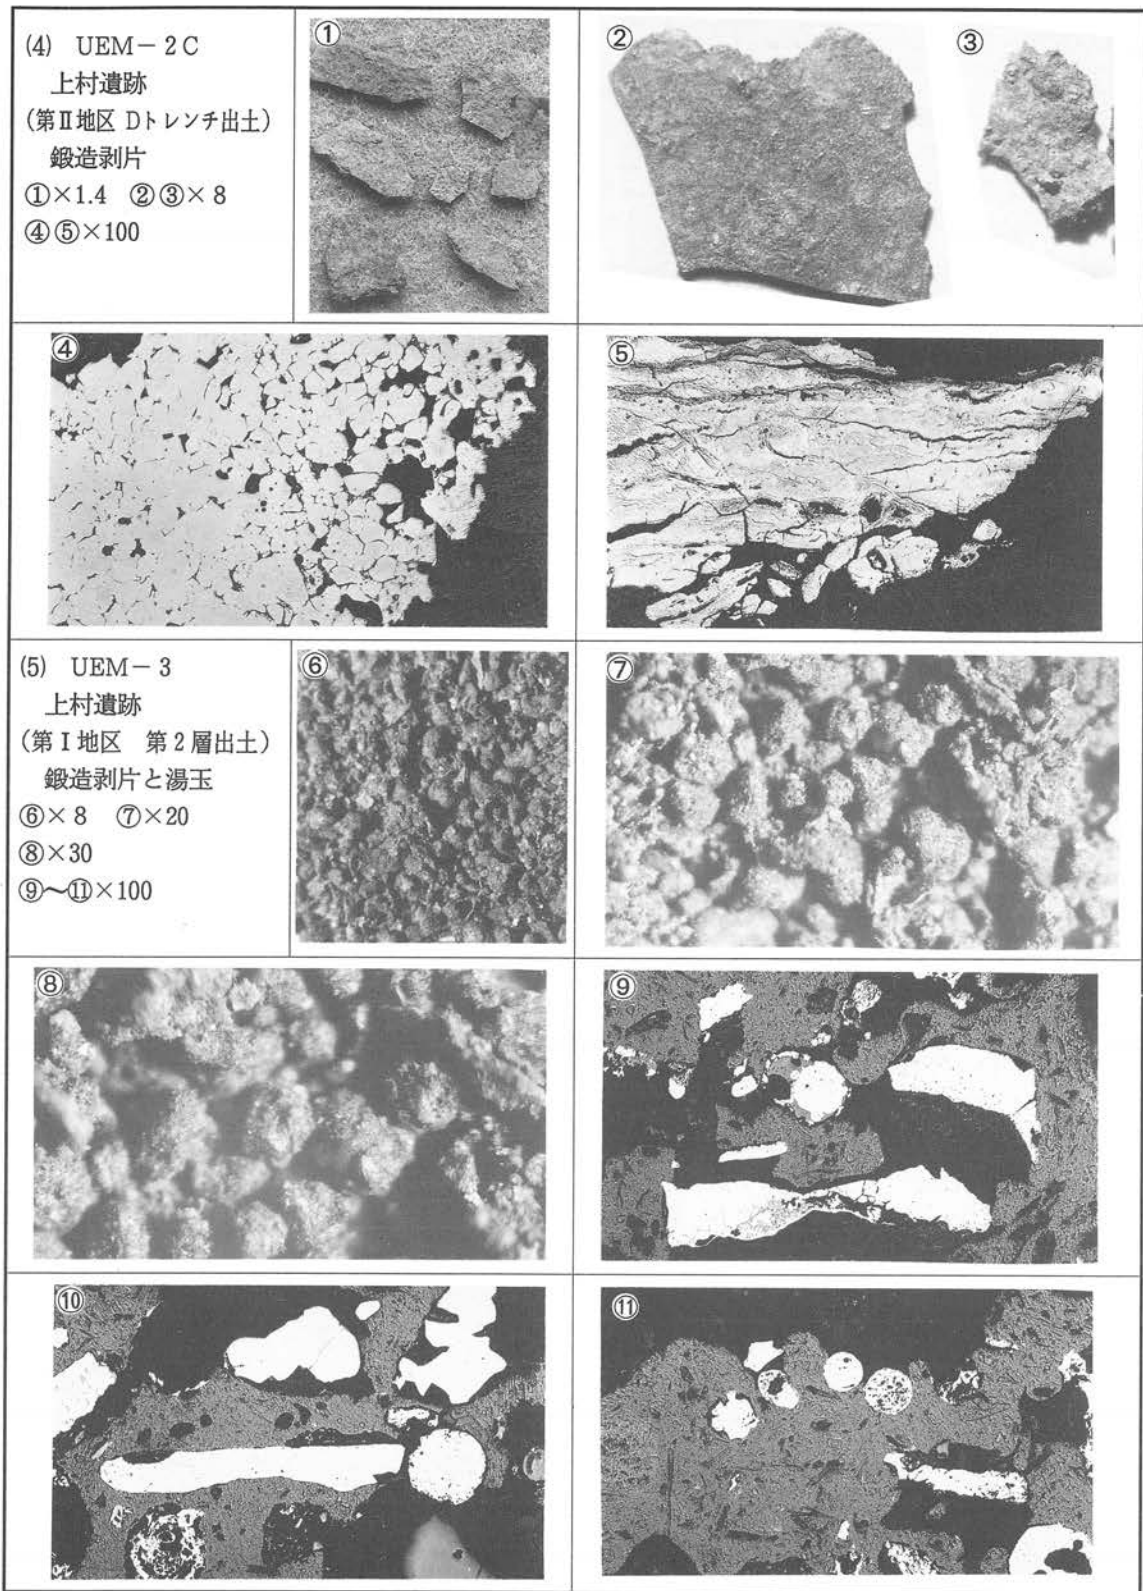 (4) UEM－2C
上村遺跡
(第Ⅱ地区 Dトレンチ出土)
鍛造剥片
①×1.4 ②③×8
④⑤×100
①
②
③
④
⑤
(5) UEM－3
上村遺跡
(第Ⅰ地区 第2層出土)
鍛造剥片と湯玉
⑥×8 ⑦×20
⑧×30
⑨～⑪×100
⑥
⑦
⑧
⑨
⑩
⑪